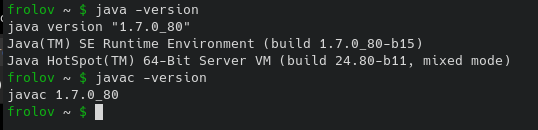 frolov ~ $ java -version
java version "1.7.0_80"
Java(TM) SE Runtime Environment (build 1.7.0_80-b15)
Java HotSpot(TM) 64-Bit Server VM (build 24.80-b11, mixed mode)
frolov ~ $ javac -version
javac 1.7.0_80
frolov ~ $